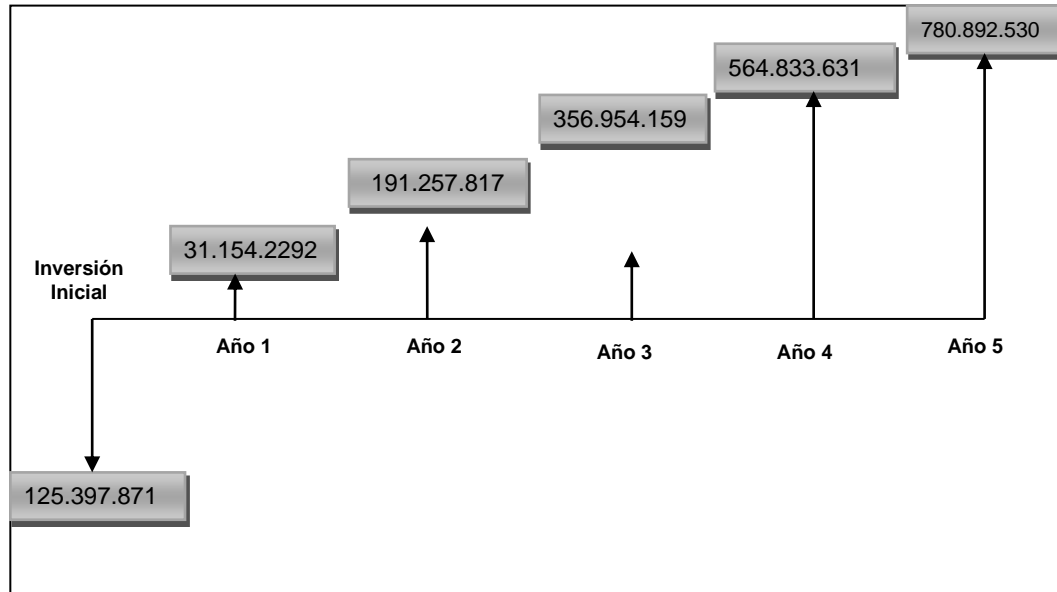 780.892.530
564.833.631
356.954.159
191.257.817
31.154.2292
Inversión
Inicial
Año 1
Año 2
Año 3
Año 4
Año 5
125.397.871